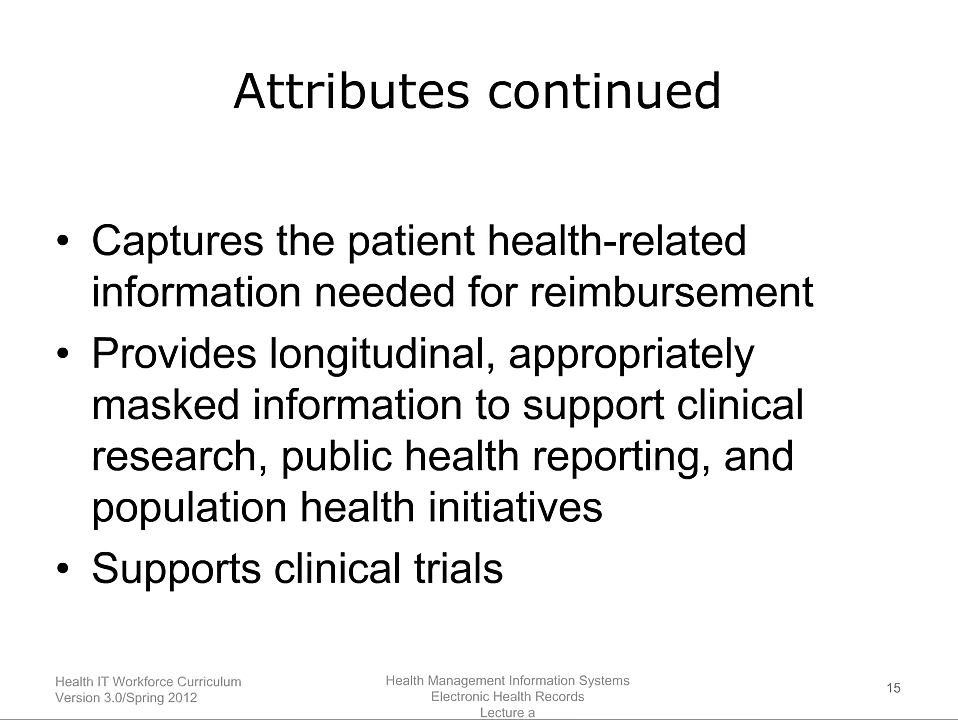 Attributes continued
• Captures the patient health-related
information needed for reimbursement
• Provides longitudinal, appropriately
masked information to support clinical
research, public health reporting, and
population health initiatives
• Supports clinical trials
Health IT Workforce Curriculum
Version 3.0/Spring 2012
Health Management Information Systems
Electronic Health Records
Lecture a
15